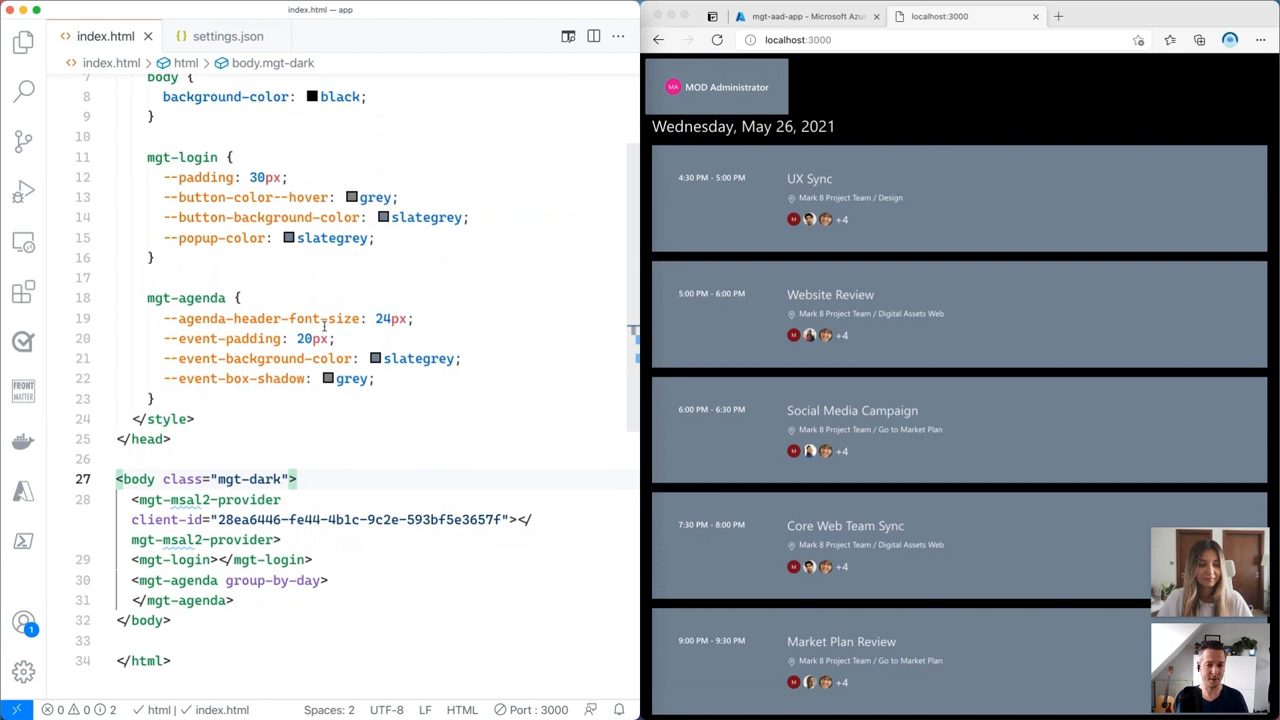 index.html — app
index.html
settings.json
index.html > html > body.mgt-dark
7 body {
8 background-color: black;
9 }
10
11 mgt-login {
12 --padding: 30px;
13 --button-color--hover: grey;
14 --button-background-color: slategrey;
15 --popup-color: slategrey;
16 }
17
18 mgt-agenda {
19 --agenda-header-font-size: 24px;
20 --event-padding: 20px;
21 --event-background-color: slategrey;
22 --event-box-shadow: grey;
23 }
24 </style>
25 </head>
26
27 <body class="mgt-dark">
28 <mgt-msal2-provider
client-id="28ea6446-fe44-4b1c-9c2e-593bf5e3657f"></
mgt-msal2-provider>
29 <mgt-login></mgt-login>
30 <mgt-agenda group-by-day>
31 </mgt-agenda>
32 </body>
33
34 </html>
FRONT
MATTER
1
0 0 2 html index.html Spaces: 2 UTF-8 LF HTML Port : 3000
mgt-aad-app - Microsoft Azu
localhost:3000
localhost:3000
MA MOD Administrator
Wednesday, May 26, 2021
4:30 PM - 5:00 PM UX Sync
Mark 8 Project Team / Design
M +4
5:00 PM - 6:00 PM Website Review
Mark 8 Project Team / Digital Assets Web
M +4
6:00 PM - 6:30 PM Social Media Campaign
Mark 8 Project Team / Go to Market Plan
M +4
7:30 PM - 8:00 PM Core Web Team Sync
Mark 8 Project Team / Digital Assets Web
M +4
9:00 PM - 9:30 PM Market Plan Review
Mark 8 Project Team / Go to Market Plan
M +4